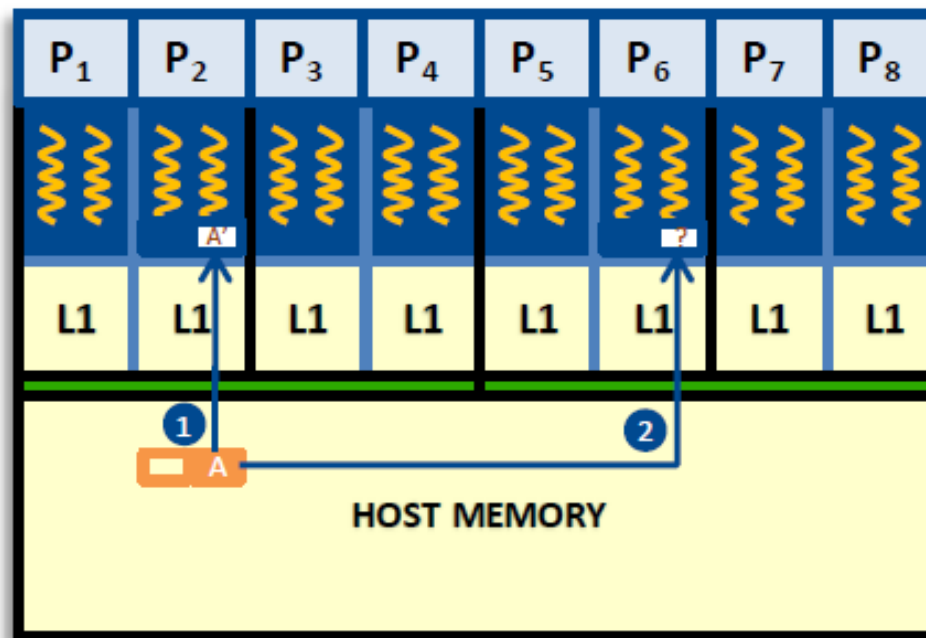 P₁ P₂ P₃ P₄ P₅ P₆ P₇ P₈
A' ?
L1 L1 L1 L1 L1 L1 L1 L1
1 2
A
HOST MEMORY